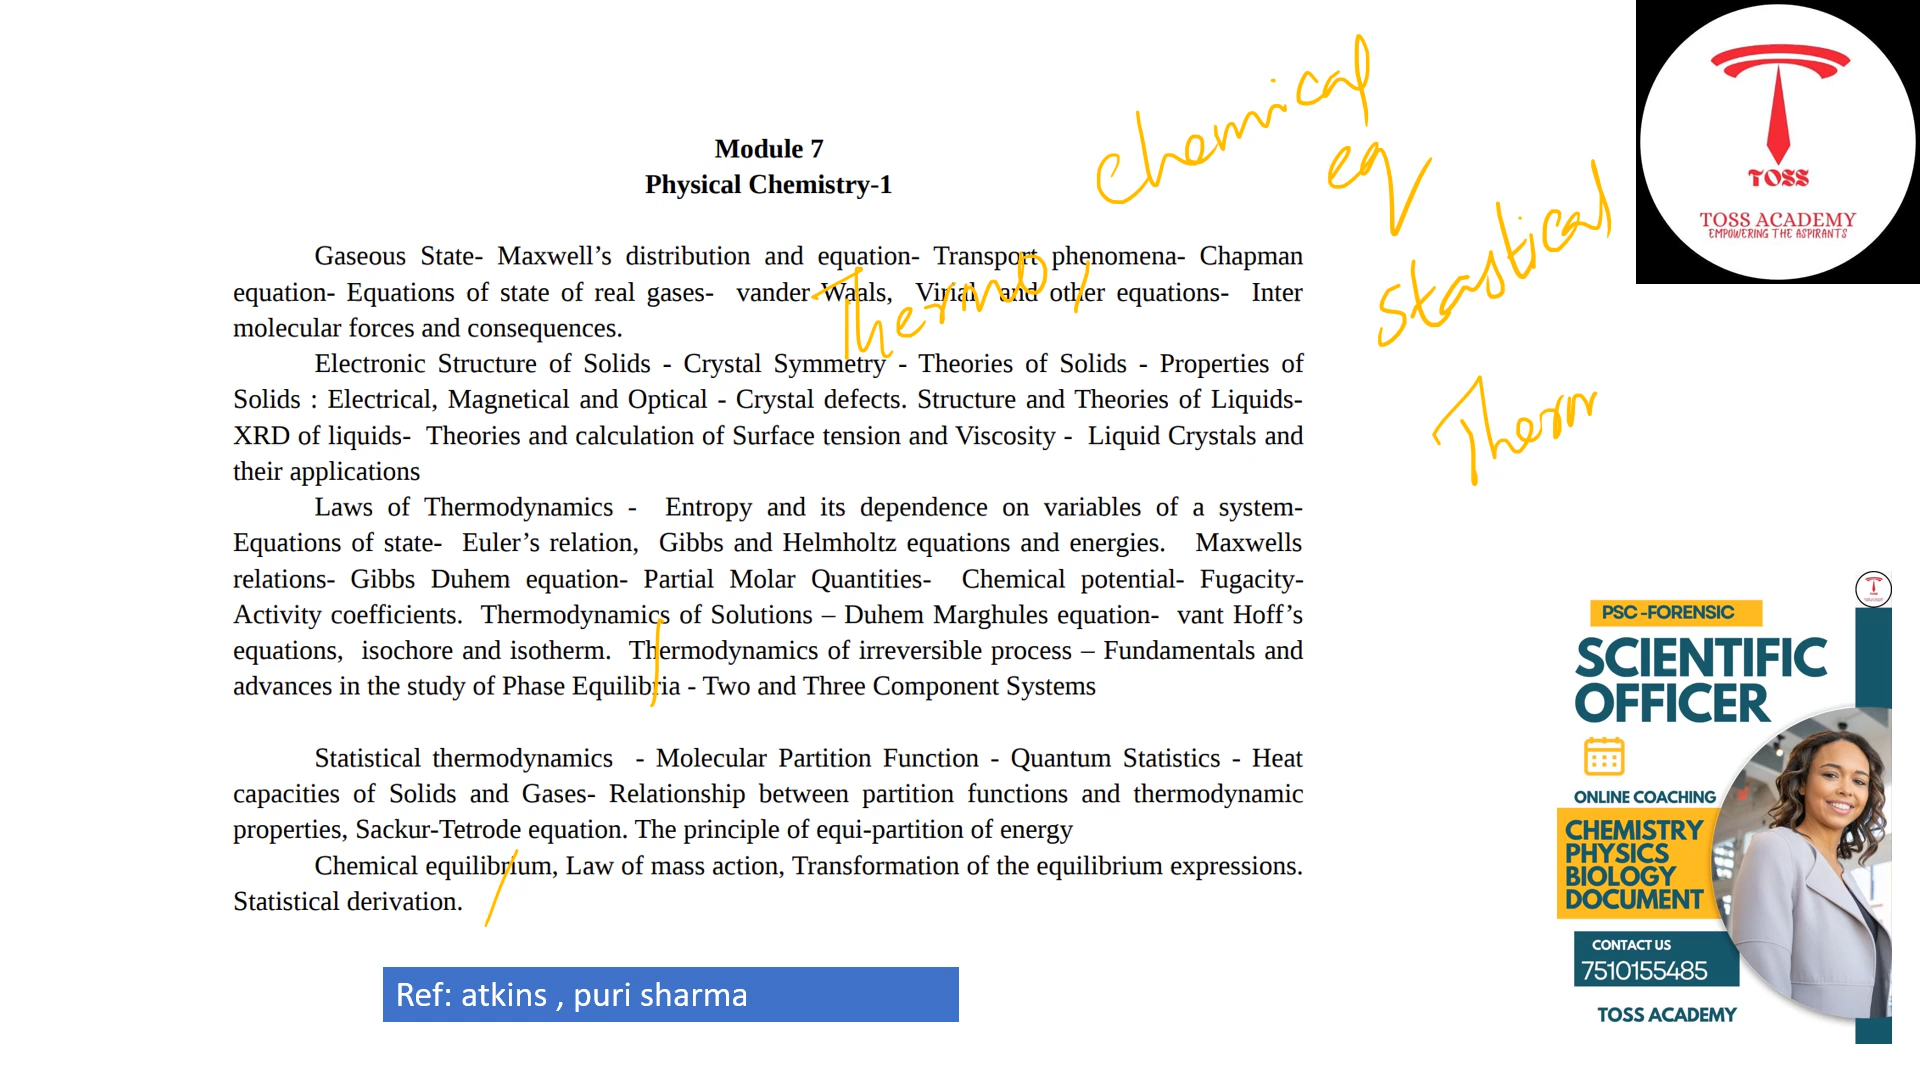 Module 7
Physical Chemistry-1
Gaseous State- Maxwell’s distribution and equation- Transport phenomena- Chapman
equation- Equations of state of real gases- vander Waals, Virial and other equations- Inter
molecular forces and consequences.
Electronic Structure of Solids - Crystal Symmetry - Theories of Solids - Properties of
Solids : Electrical, Magnetical and Optical - Crystal defects. Structure and Theories of Liquids-
XRD of liquids- Theories and calculation of Surface tension and Viscosity - Liquid Crystals and
their applications
Laws of Thermodynamics - Entropy and its dependence on variables of a system-
Equations of state- Euler’s relation, Gibbs and Helmholtz equations and energies. Maxwells
relations- Gibbs Duhem equation- Partial Molar Quantities- Chemical potential- Fugacity-
Activity coefficients. Thermodynamics of Solutions – Duhem Marghules equation- vant Hoff’s
equations, isochore and isotherm. Thermodynamics of irreversible process – Fundamentals and
advances in the study of Phase Equilibria - Two and Three Component Systems
Statistical thermodynamics - Molecular Partition Function - Quantum Statistics - Heat
capacities of Solids and Gases- Relationship between partition functions and thermodynamic
properties, Sackur-Tetrode equation. The principle of equi-partition of energy
Chemical equilibrium, Law of mass action, Transformation of the equilibrium expressions.
Statistical derivation.
Ref: atkins , puri sharma
Thermo,
Chemical
eq
Stastical
Therm
TOSS
TOSS ACADEMY
EMPOWERING THE ASPIRANTS
PSC -FORENSIC
SCIENTIFIC
OFFICER
ONLINE COACHING
CHEMISTRY
PHYSICS
BIOLOGY
DOCUMENT
CONTACT US
7510155485
TOSS ACADEMY